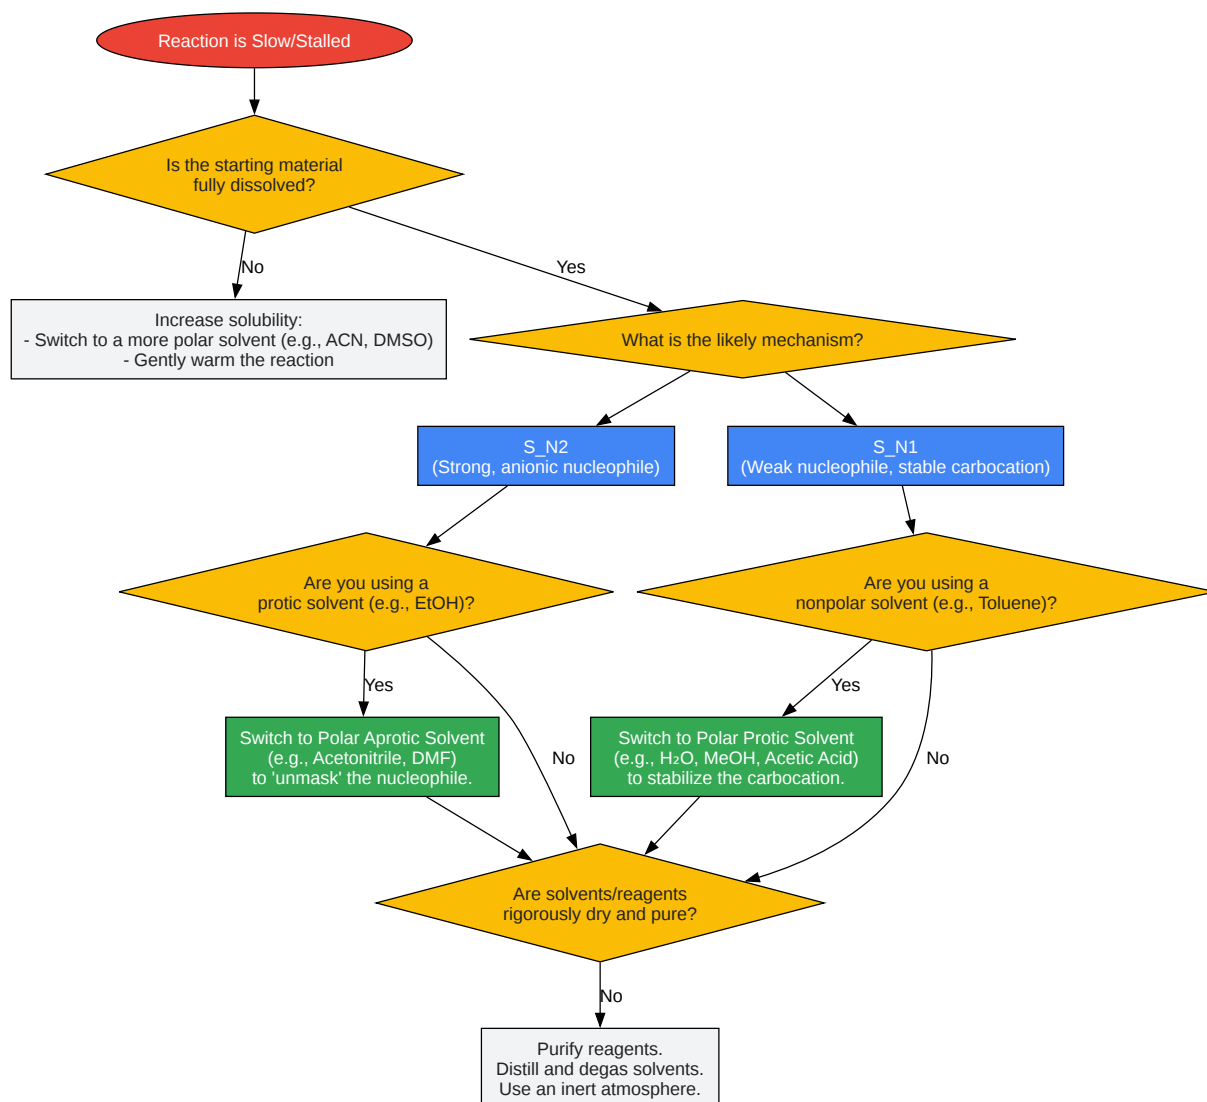 Reaction is Slow/Stalled
Is the starting material
fully dissolved?
No
Yes
Increase solubility:
- Switch to a more polar solvent (e.g., ACN, DMSO)
- Gently warm the reaction
What is the likely mechanism?
S_N2
(Strong, anionic nucleophile)
S_N1
(Weak nucleophile, stable carbocation)
Are you using a
protic solvent (e.g., EtOH)?
Are you using a
nonpolar solvent (e.g., Toluene)?
Yes
No
Yes
No
Switch to Polar Aprotic Solvent
(e.g., Acetonitrile, DMF)
to 'unmask' the nucleophile.
Switch to Polar Protic Solvent
(e.g., H₂O, MeOH, Acetic Acid)
to stabilize the carbocation.
Are solvents/reagents
rigorously dry and pure?
No
Purify reagents.
Distill and degas solvents.
Use an inert atmosphere.